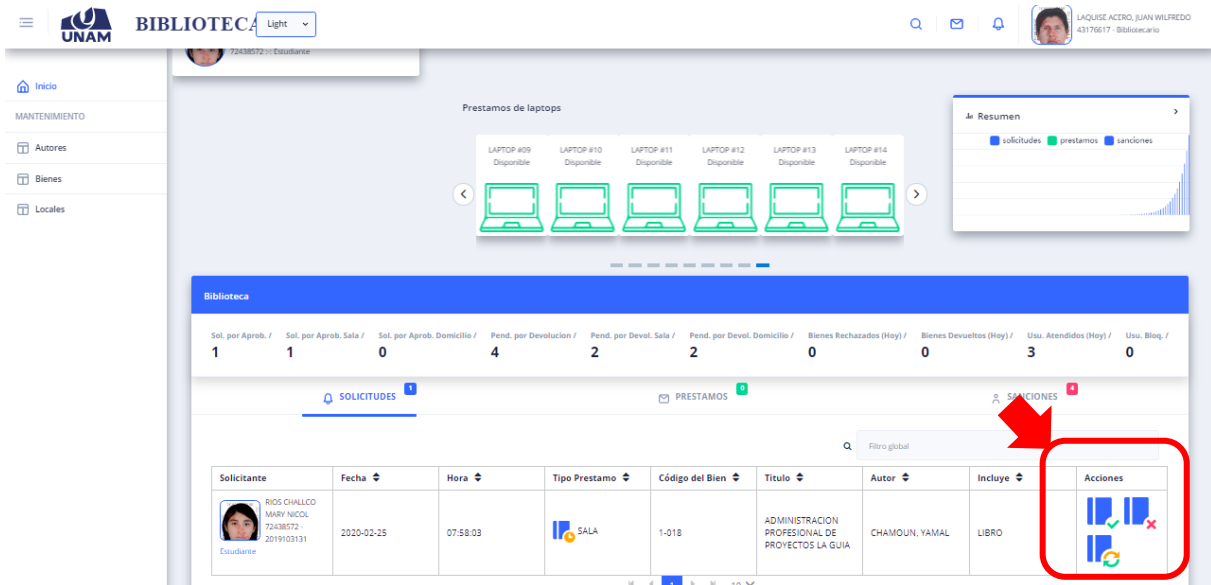 UNAM
BIBLIOTECA
Light
LAQUISE ACERO, JUAN WILFREDO
43176617 - Bibliotecario
72438572 :-: Estudiante
Inicio
MANTENIMIENTO
Autores
Bienes
Locales
Prestamos de laptops
LAPTOP #09
Disponible
LAPTOP #10
Disponible
LAPTOP #11
Disponible
LAPTOP #12
Disponible
LAPTOP #13
Disponible
LAPTOP #14
Disponible
Resumen
solicitudes prestamos sanciones
Biblioteca
Sol. por Aprob. / Sol. por Aprob. Sala / Sol. por Aprob. Domicilio / Pend. por Devolucion / Pend. por Devol. Sala / Pend. por Devol. Domicilio / Bienes Rechazados (Hoy) / Bienes Devueltos (Hoy) / Usu. Atendidos (Hoy) / Usu. Bloq. /
1 1 0 4 2 2 0 0 3 0
SOLICITUDES 1
PRESTAMOS 0
SANCIONES 4
Filtro global
Solicitante Fecha Hora Tipo Prestamo Código del Bien Titulo Autor Incluye Acciones
RIOS CHALLCO
MARY NICOL
72438572 -
2019103131
Estudiante
2020-02-25
07:58:03
SALA
1-018
ADMINISTRACION
PROFESIONAL DE
PROYECTOS LA GUIA
CHAMOUN, YAMAL
LIBRO
1 10